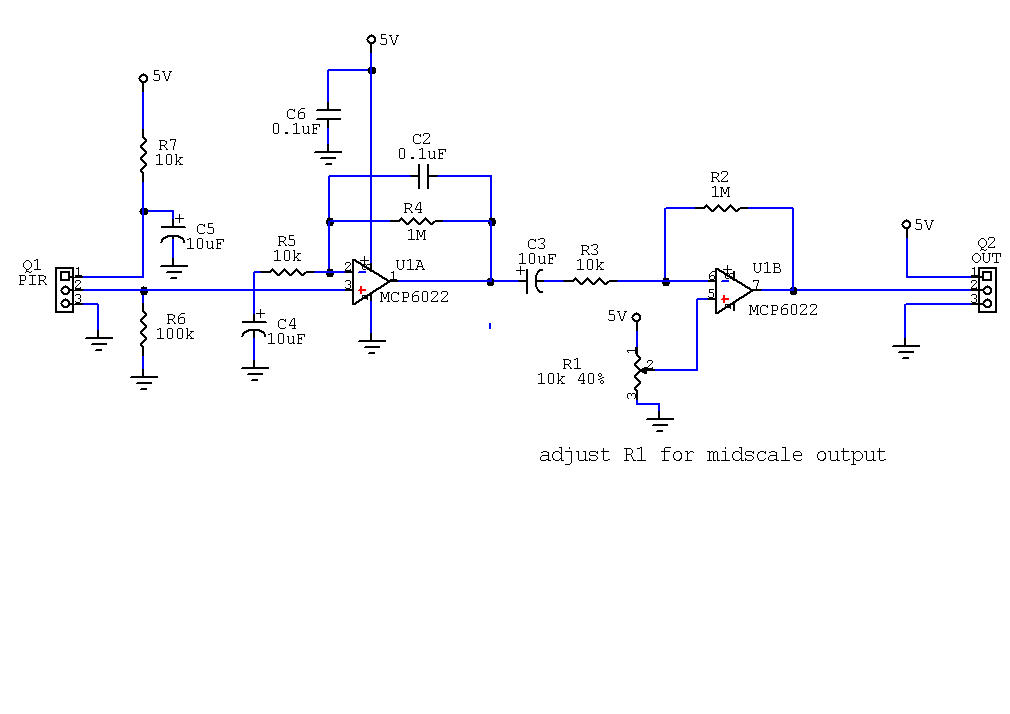 5V
5V
C6
0.1uF
R7
10k
C2
0.1uF
R2
1M
R4
1M
+
C5
10uF
5V
R5
10k
C3
10uF
+
R3
10k
Q2
OUT
Q1
PIR
1
2
3
2
3
1
U1A
MCP6022
6
5
7
U1B
MCP6022
1
2
3
R6
100k
+
C4
10uF
5V
1
2
3
R1
10k 40%
adjust R1 for midscale output